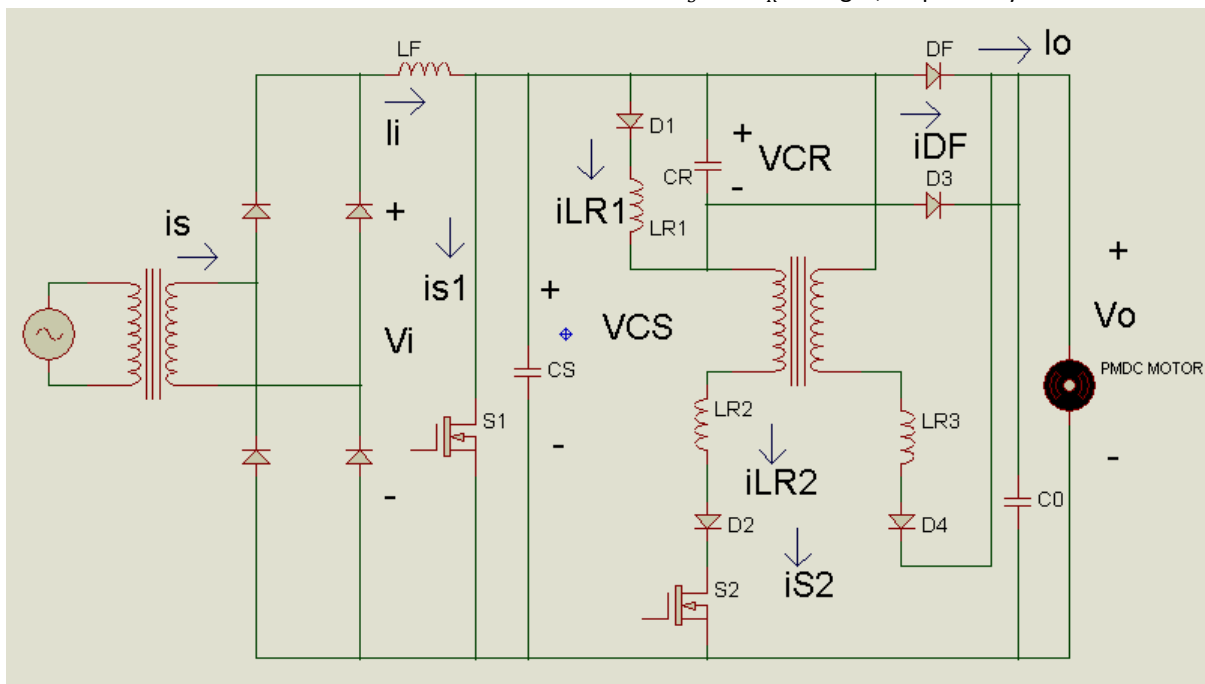 LF
DF
Io
Ii
D1
+
VCR
-
CR
iDF
D3
iLR1
LR1
is
+
is1
+
VCS
CS
-
Vi
-
S1
+
Vo
-
PMDC MOTOR
LR2
LR3
iLR2
D2
D4
iS2
S2
C0